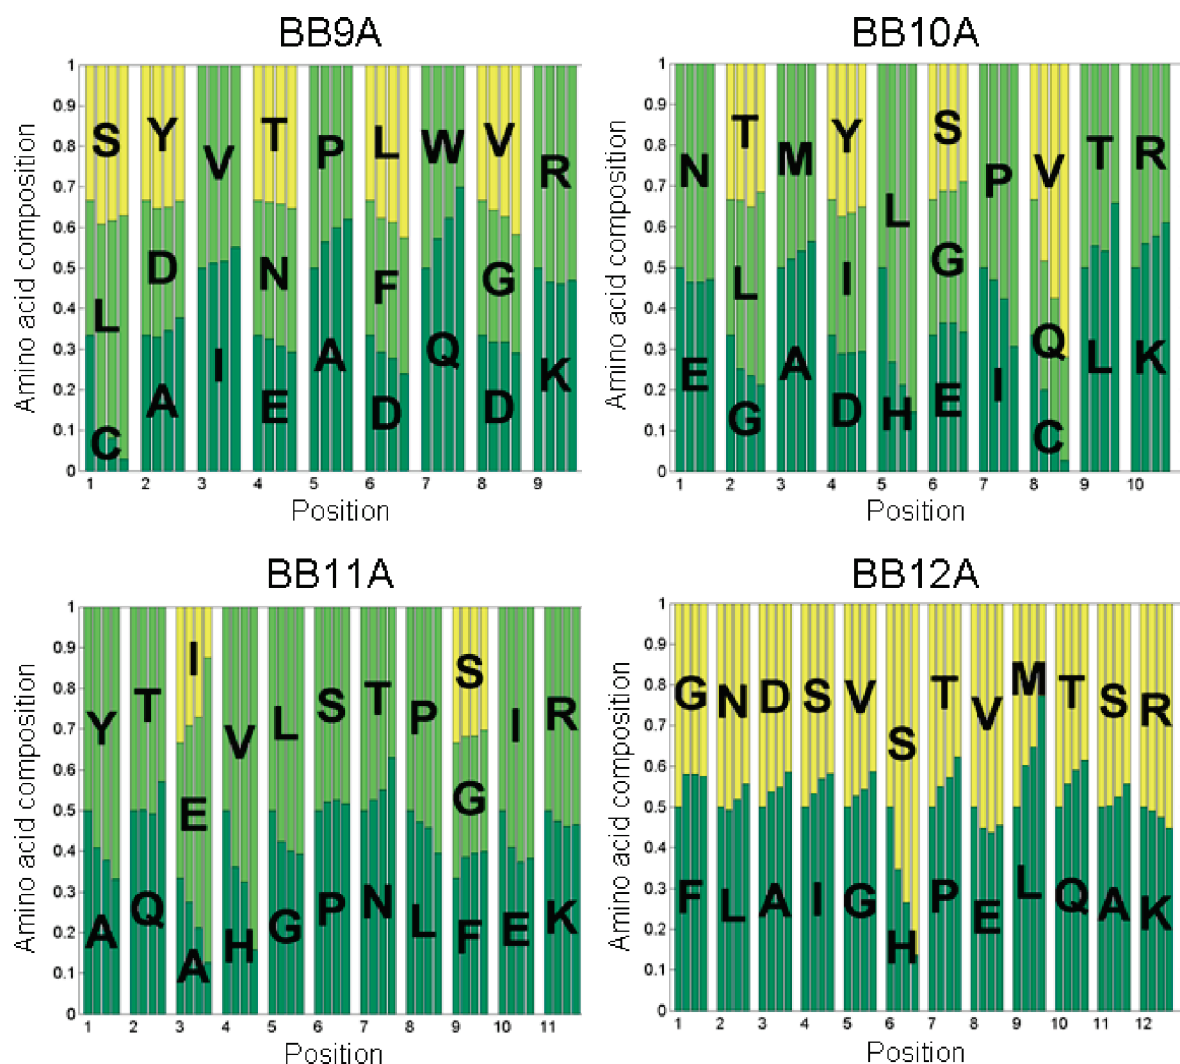 BB9A
Amino acid composition
1
0.9
0.8
0.7
0.6
0.5
0.4
0.3
0.2
0.1
0
S Y V T P L W V R
L D N F G
C A I E A D Q D K
1 2 3 4 5 6 7 8 9
Position
BB10A
Amino acid composition
1
0.9
0.8
0.7
0.6
0.5
0.4
0.3
0.2
0.1
0
N T M Y L S P V T R
L I G Q
E G A D H E I C L K
1 2 3 4 5 6 7 8 9 10
Position
BB11A
Amino acid composition
1
0.9
0.8
0.7
0.6
0.5
0.4
0.3
0.2
0.1
0
Y T I V L S T P S I R
E G
A Q A H G P N L F E K
1 2 3 4 5 6 7 8 9 10 11
Position
BB12A
Amino acid composition
1
0.9
0.8
0.7
0.6
0.5
0.4
0.3
0.2
0.1
0
G N D S V S T V M T S R
F L A I G H P E L Q A K
1 2 3 4 5 6 7 8 9 10 11 12
Position